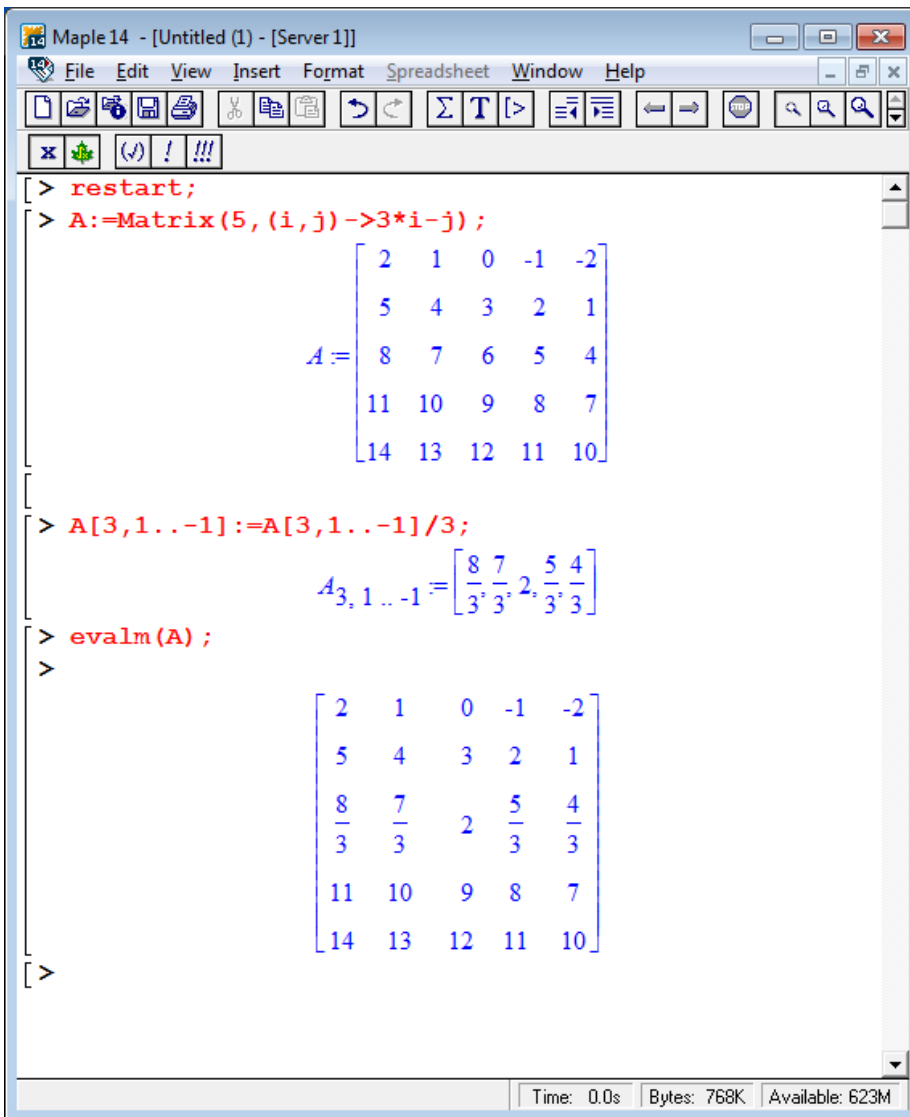 Maple 14 - [Untitled (1) - [Server 1]]
File Edit View Insert Format Spreadsheet Window Help
[> restart;
[> A:=Matrix(5,(i,j)->3*i-j);
2 1 0 -1 -2
5 4 3 2 1
A := 8 7 6 5 4
11 10 9 8 7
14 13 12 11 10
[> A[3,1..-1]:=A[3,1..-1]/3;
A3, 1 .. -1 := [8/3, 7/3, 2, 5/3, 4/3]
[> evalm(A);
>
2 1 0 -1 -2
5 4 3 2 1
8/3 7/3 2 5/3 4/3
11 10 9 8 7
14 13 12 11 10
[>
Time: 0.0s Bytes: 768K Available: 623M